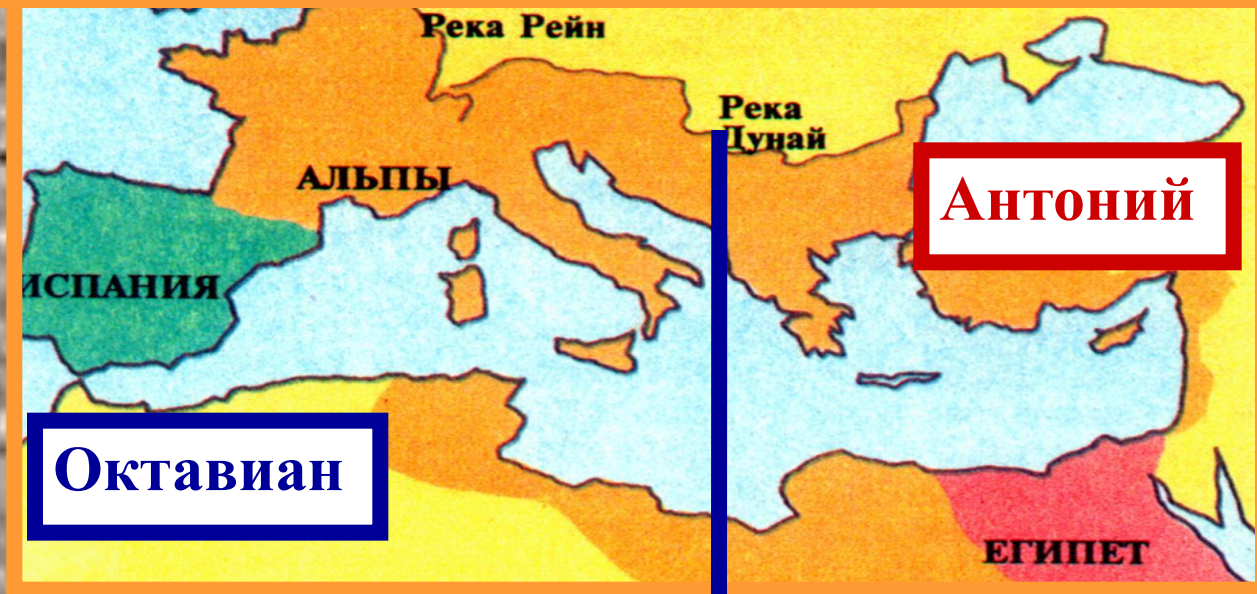 Река Рейн
Река
Дунай
Антоний
АЛЬПЫ
ИСПАНИЯ
Октавиан
ЕГИПЕТ